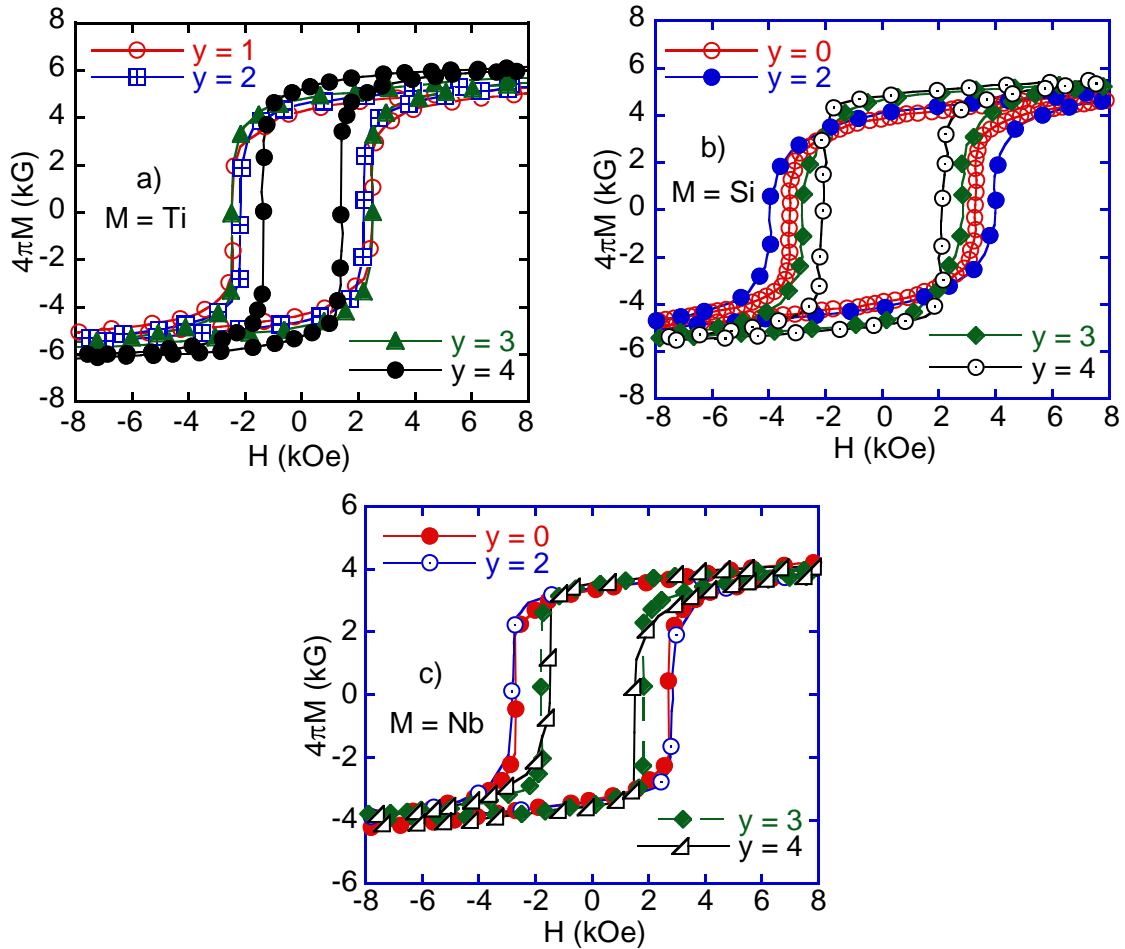 8
6
4
2
0
-2
-4
-6
-8
4πM (kG)
y = 1
y = 2
a)
M = Ti
y = 3
y = 4
-8 -6 -4 -2 0 2 4 6 8
H (kOe)
8
6
4
2
0
-2
-4
-6
-8
4πM (kG)
y = 0
y = 2
b)
M = Si
y = 3
y = 4
-8 -6 -4 -2 0 2 4 6 8
H (kOe)
6
4
2
0
-2
-4
-6
4πM (kG)
y = 0
y = 2
c)
M = Nb
y = 3
y = 4
-8 -6 -4 -2 0 2 4 6 8
H (kOe)